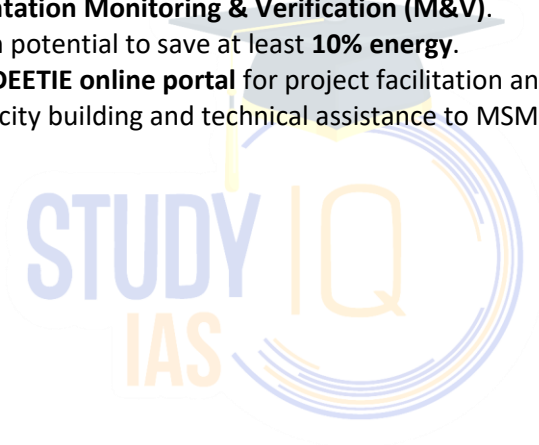 tation Monitoring & Verification (M&V).
potential to save at least 10% energy.
DEETIE online portal for project facilitation an
city building and technical assistance to MSM
STUDY IQ
IAS